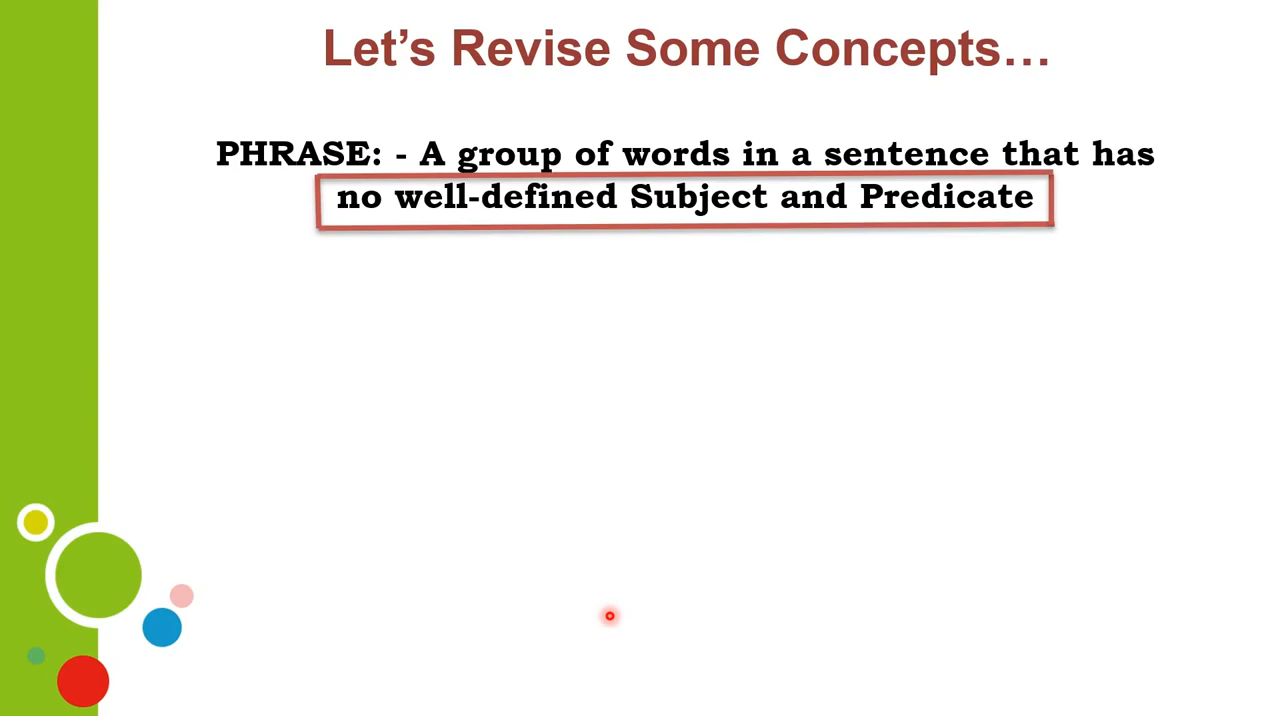 Let’s Revise Some Concepts…
PHRASE: - A group of words in a sentence that has
no well-defined Subject and Predicate